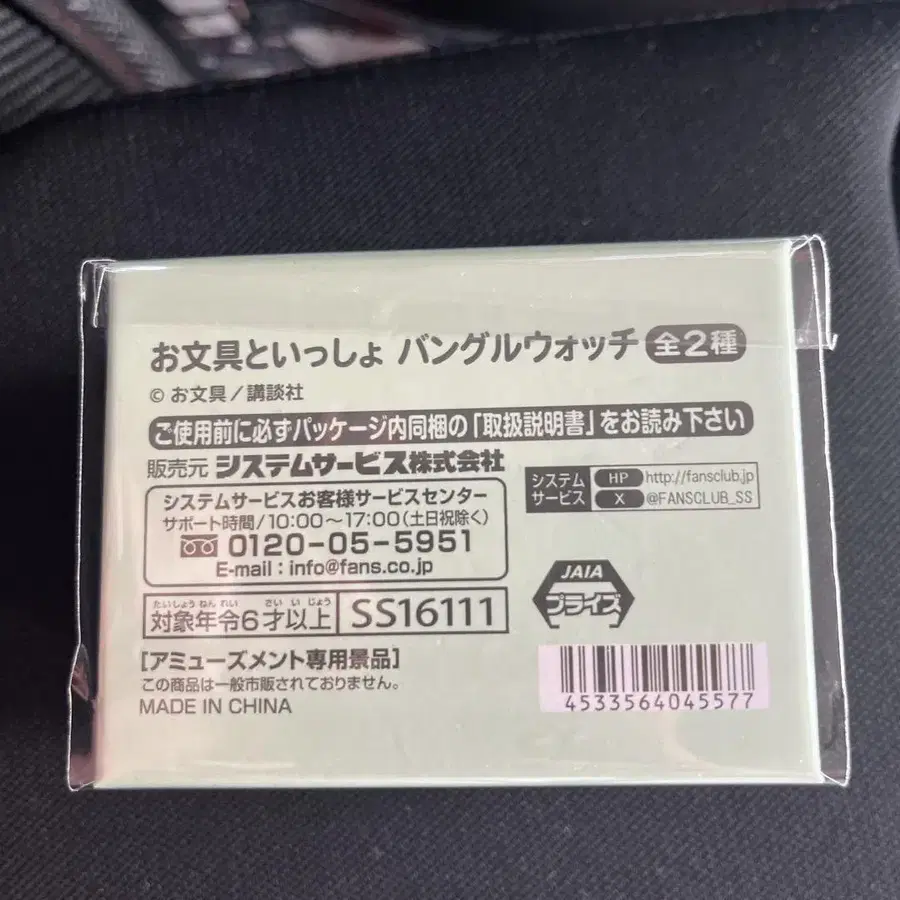 お文具といっしょ バングルウォッチ 全2種
© お文具/講談社
ご使用前に必ずパッケージ内同梱の「取扱説明書」をお読み下さい
販売元 システムサービス株式会社
システムサービスお客様サービスセンター
サポート時間/10:00〜17:00(土日祝除く)
0120-05-5951
E-mail : info@fans.co.jp
システムサービス HP http://fansclub.jp
X @FANSCLUB_SS
たいしょうねんれい さいいじょう
対象年令6才以上 SS16111
JAIA
プライズ
[アミューズメント専用景品]
この商品は一般市販されておりません。
MADE IN CHINA
4533564045577